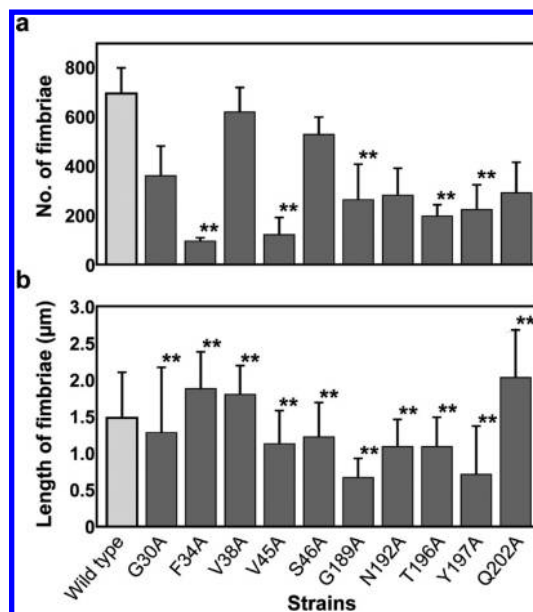 a
No. of fimbriae
800
600
400
200
0
** ** ** ** **
b
Length of fimbriae (µm)
3.0
2.5
2.0
1.5
1.0
0.5
0
** ** ** ** ** ** ** ** ** **
Wild type G30A F34A V38A V45A S46A G189A N192A T196A Y197A Q202A
Strains